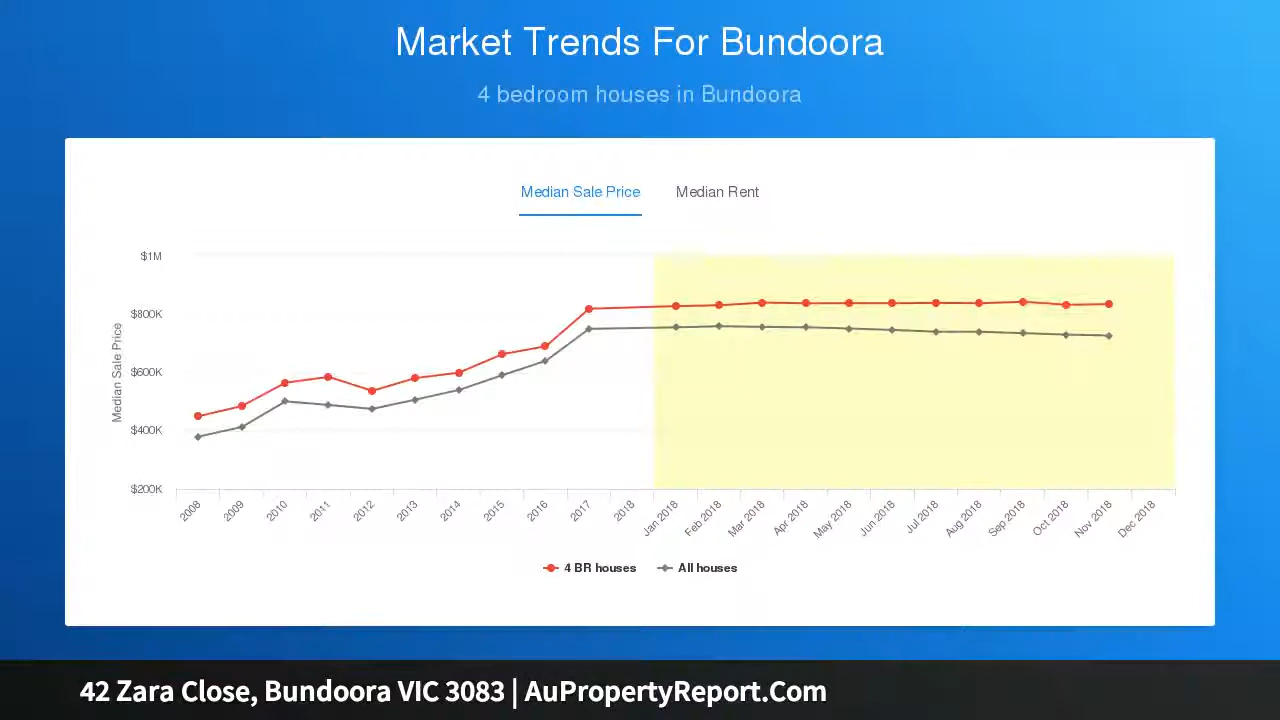 Market Trends For Bundoora
4 bedroom houses in Bundoora
Median Sale Price Median Rent
$1M
$800K
$600K
$400K
$200K
Median Sale Price
2008 2009 2010 2011 2012 2013 2014 2015 2016 2017 2018 Jan 2018 Feb 2018 Mar 2018 Apr 2018 May 2018 Jun 2018 Jul 2018 Aug 2018 Sep 2018 Oct 2018 Nov 2018 Dec 2018
4 BR houses All houses
42 Zara Close, Bundoora VIC 3083 | AuPropertyReport.Com